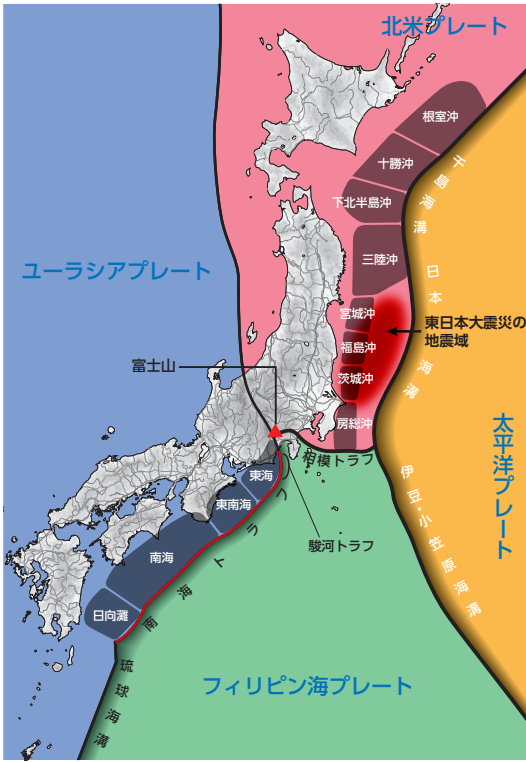 北米プレート
根室沖
十勝沖
千島海溝
下北半島沖
三陸沖
日本海溝
ユーラシアプレート
宮城沖
東日本大震災の
地震域
福島沖
富士山
茨城沖
房総沖
太平洋プレート
相模トラフ
東海
伊豆・小笠原海溝
東南海
駿河トラフ
南海
南海トラフ
日向灘
フィリピン海プレート
琉球海溝